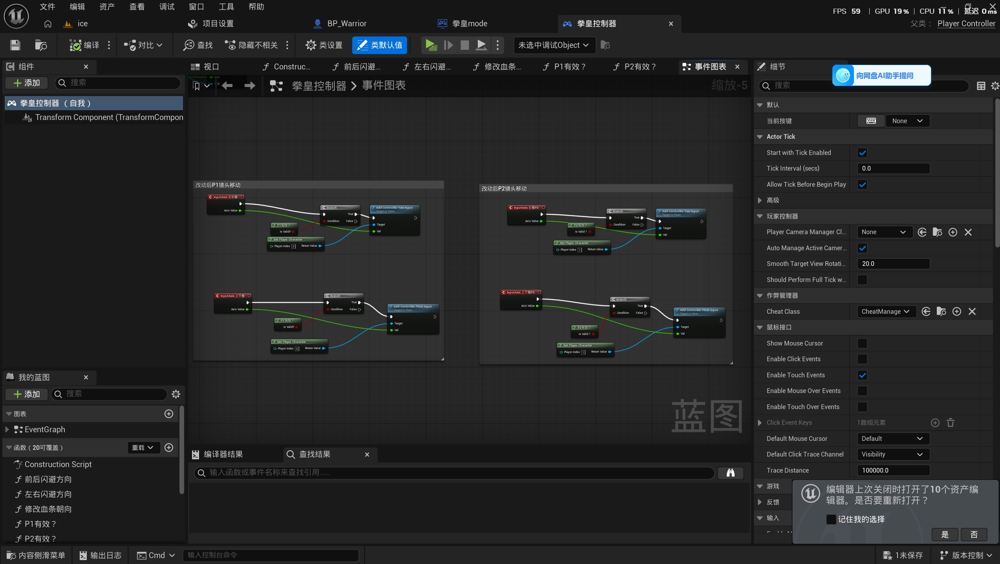 文件 编辑 资产 查看 调试 窗口 工具 帮助
FPS 59 | GPU 19% | CPU 11% | 延迟 0ms
ice 项目设置 BP_Warrior 拳皇mode 拳皇控制器
父类： Player Controller
编译 对比 查找 隐藏不相关 类设置 类默认值 未选中调试Object
组件
添加 搜索
拳皇控制器（自我）
Transform Component (TransformCompon
视口 Construc... 前后闪避... 左右闪避... 修改血条... P1有效？ P2有效？ 事件图表
拳皇控制器 > 事件图表 缩放-5
改动后P1镜头移动
InputAxis 左右看
Axis Value
Branch
True
Condition False
Add Controller Yaw Input
Target is Pawn
Target
Val
P1有效？
Is Valid?
Get Player Character
Player Index 0 Return Value
InputAxis 上下看
Axis Value
Branch
True
Condition False
Add Controller Pitch Input
Target is Pawn
Target
Val
P1有效？
Is Valid?
Get Player Character
Player Index 0 Return Value
改动后P2镜头移动
InputAxis 左看P2
Axis Value
Branch
True
Condition False
Add Controller Yaw Input
Target is Pawn
Target
Val
P2有效？
Is Valid ?
Get Player Character
Player Index 1 Return Value
InputAxis 上下看P2
Axis Value
Branch
True
Condition False
Add Controller Pitch Input
Target is Pawn
Target
Val
P2有效？
Is Valid ?
Get Player Character
Player Index 1 Return Value
蓝图
我的蓝图
添加 搜索
图表
EventGraph
函数（20可覆盖） 重载
Construction Script
前后闪避方向
左右闪避方向
修改血条朝向
P1有效？
P2有效？
编译器结果 查找结果
输入函数或事件名称来查找引用......
细节
向网盘AI助手提问
搜索
默认
当前按键 None
Actor Tick
Start with Tick Enabled
Tick Interval (secs) 0.0
Allow Tick Before Begin Play
高级
玩家控制器
Player Camera Manager Cl... None
Auto Manage Active Camer...
Smooth Target View Rotati... 20.0
Should Perform Full Tick w...
作弊管理器
Cheat Class CheatManage
鼠标接口
Show Mouse Cursor
Enable Click Events
Enable Touch Events
Enable Mouse Over Events
Enable Touch Over Events
Click Event Keys 1数组元素
Default Mouse Cursor Default
Default Click Trace Channel Visibility
Trace Distance 100000.0
游戏
反馈
输入
编辑器上次关闭时打开了10个资产编
辑器。是否要重新打开？
记住我的选择
是 否
内容侧滑菜单 输出日志 Cmd 输入控制台命令 1未保存 版本控制